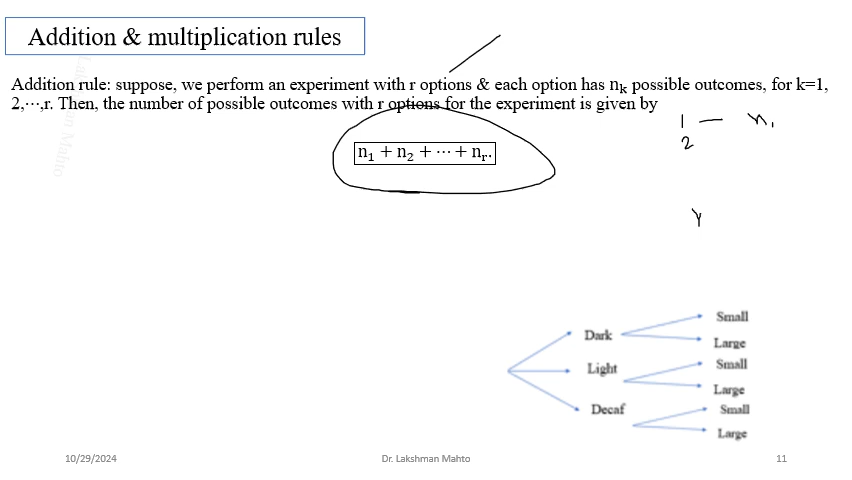 Addition & multiplication rules
Addition rule: suppose, we perform an experiment with r options & each option has nₖ possible outcomes, for k=1,
2,⋯,r. Then, the number of possible outcomes with r options for the experiment is given by
n₁ + n₂ + ⋯ + nᵣ.
1 — n₁
2
r
Dark
Small
Large
Light
Small
Large
Decaf
Small
Large
10/29/2024
Dr. Lakshman Mahto
11